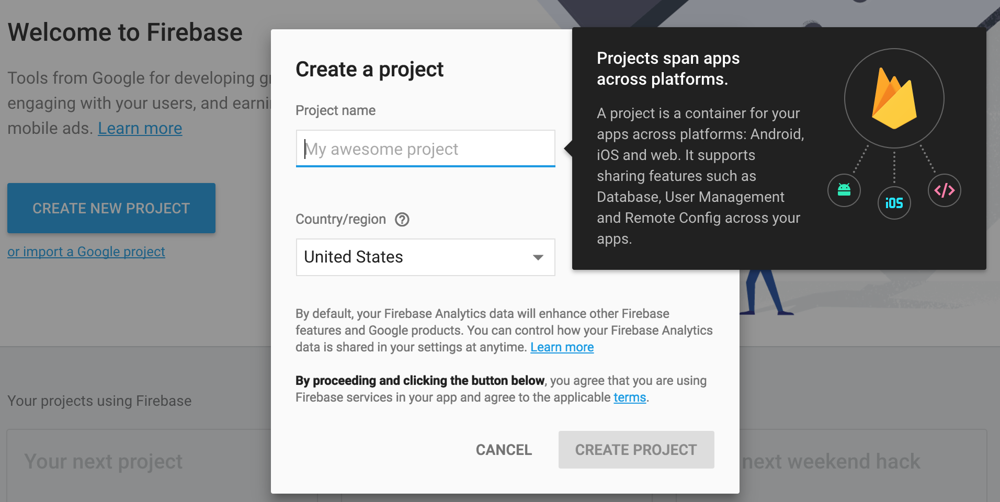 Welcome to Firebase
Tools from Google for developing
engaging with your users, and
mobile ads. Learn more
CREATE NEW PROJECT
or import a Google project
Create a project
Project name
My awesome project
Country/region ?
United States
By default, your Firebase Analytics data will enhance other Firebase
features and Google products. You can control how your Firebase Analytics
data is shared in your settings at anytime. Learn more
By proceeding and clicking the button below, you agree that you are using
Firebase services in your app and agree to the applicable terms.
CANCEL
CREATE PROJECT
Projects span apps
across platforms.
A project is a container for your
apps across platforms: Android,
iOS and web. It supports
sharing features such as
Database, User Management
and Remote Config across your
apps.
iOS
</>
Your projects using Firebase
Your next project
next weekend hack